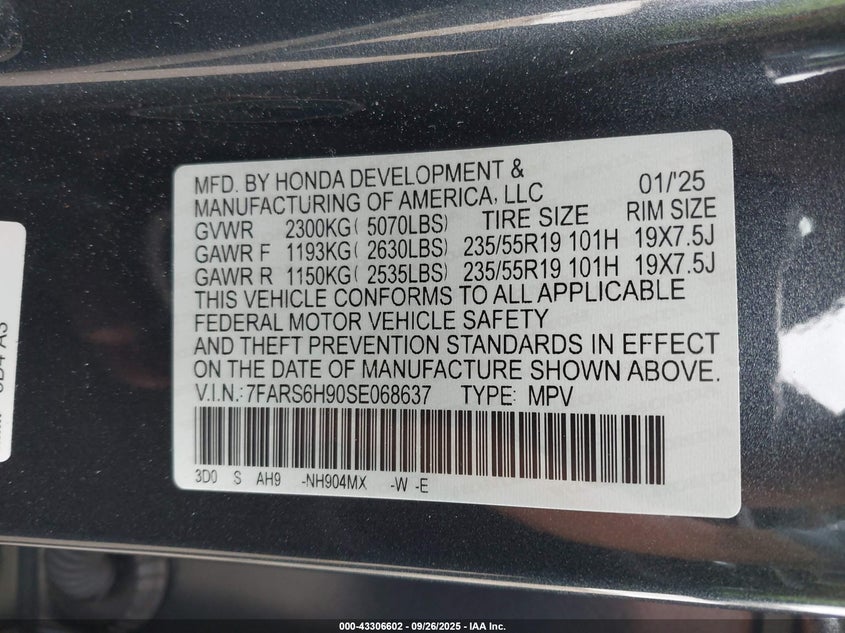 MFD. BY HONDA DEVELOPMENT &
MANUFACTURING OF AMERICA, LLC 01/'25
GVWR 2300KG( 5070LBS) TIRE SIZE RIM SIZE
GAWR F 1193KG( 2630LBS) 235/55R19 101H 19X7.5J
GAWR R 1150KG( 2535LBS) 235/55R19 101H 19X7.5J
THIS VEHICLE CONFORMS TO ALL APPLICABLE
FEDERAL MOTOR VEHICLE SAFETY
AND THEFT PREVENTION STANDARDS IN EFFECT
ON THE DATE OF MANUFACTURE SHOWN ABOVE.
V.I.N.: 7FARS6H90SE068637 TYPE: MPV
3D0 S AH9 -NH904MX -W -E
000-43306602 - 09/26/2025 - IAA Inc.